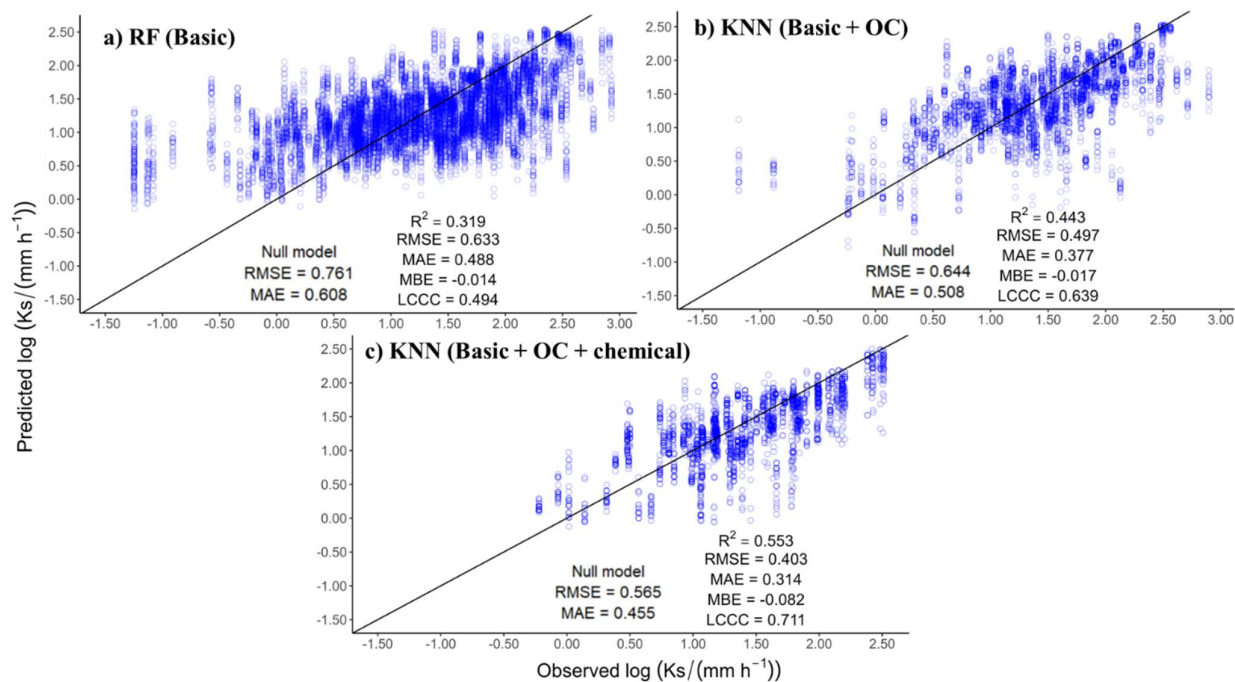 a) RF (Basic)
2.50
2.00
1.50
1.00
0.50
0.00
-0.50
-1.00
-1.50
Null model
RMSE = 0.761
MAE = 0.608
R² = 0.319
RMSE = 0.633
MAE = 0.488
MBE = -0.014
LCCC = 0.494
-1.50 -1.00 -0.50 0.00 0.50 1.00 1.50 2.00 2.50 3.00
b) KNN (Basic + OC)
2.50
2.00
1.50
1.00
0.50
0.00
-0.50
-1.00
-1.50
Null model
RMSE = 0.644
MAE = 0.508
R² = 0.443
RMSE = 0.497
MAE = 0.377
MBE = -0.017
LCCC = 0.639
-1.50 -1.00 -0.50 0.00 0.50 1.00 1.50 2.00 2.50 3.00
c) KNN (Basic + OC + chemical)
2.50
2.00
1.50
1.00
0.50
0.00
-0.50
-1.00
-1.50
Null model
RMSE = 0.565
MAE = 0.455
R² = 0.553
RMSE = 0.403
MAE = 0.314
MBE = -0.082
LCCC = 0.711
-1.50 -1.00 -0.50 0.00 0.50 1.00 1.50 2.00 2.50
Predicted log (Ks/(mm h⁻¹))
Observed log (Ks/(mm h⁻¹))